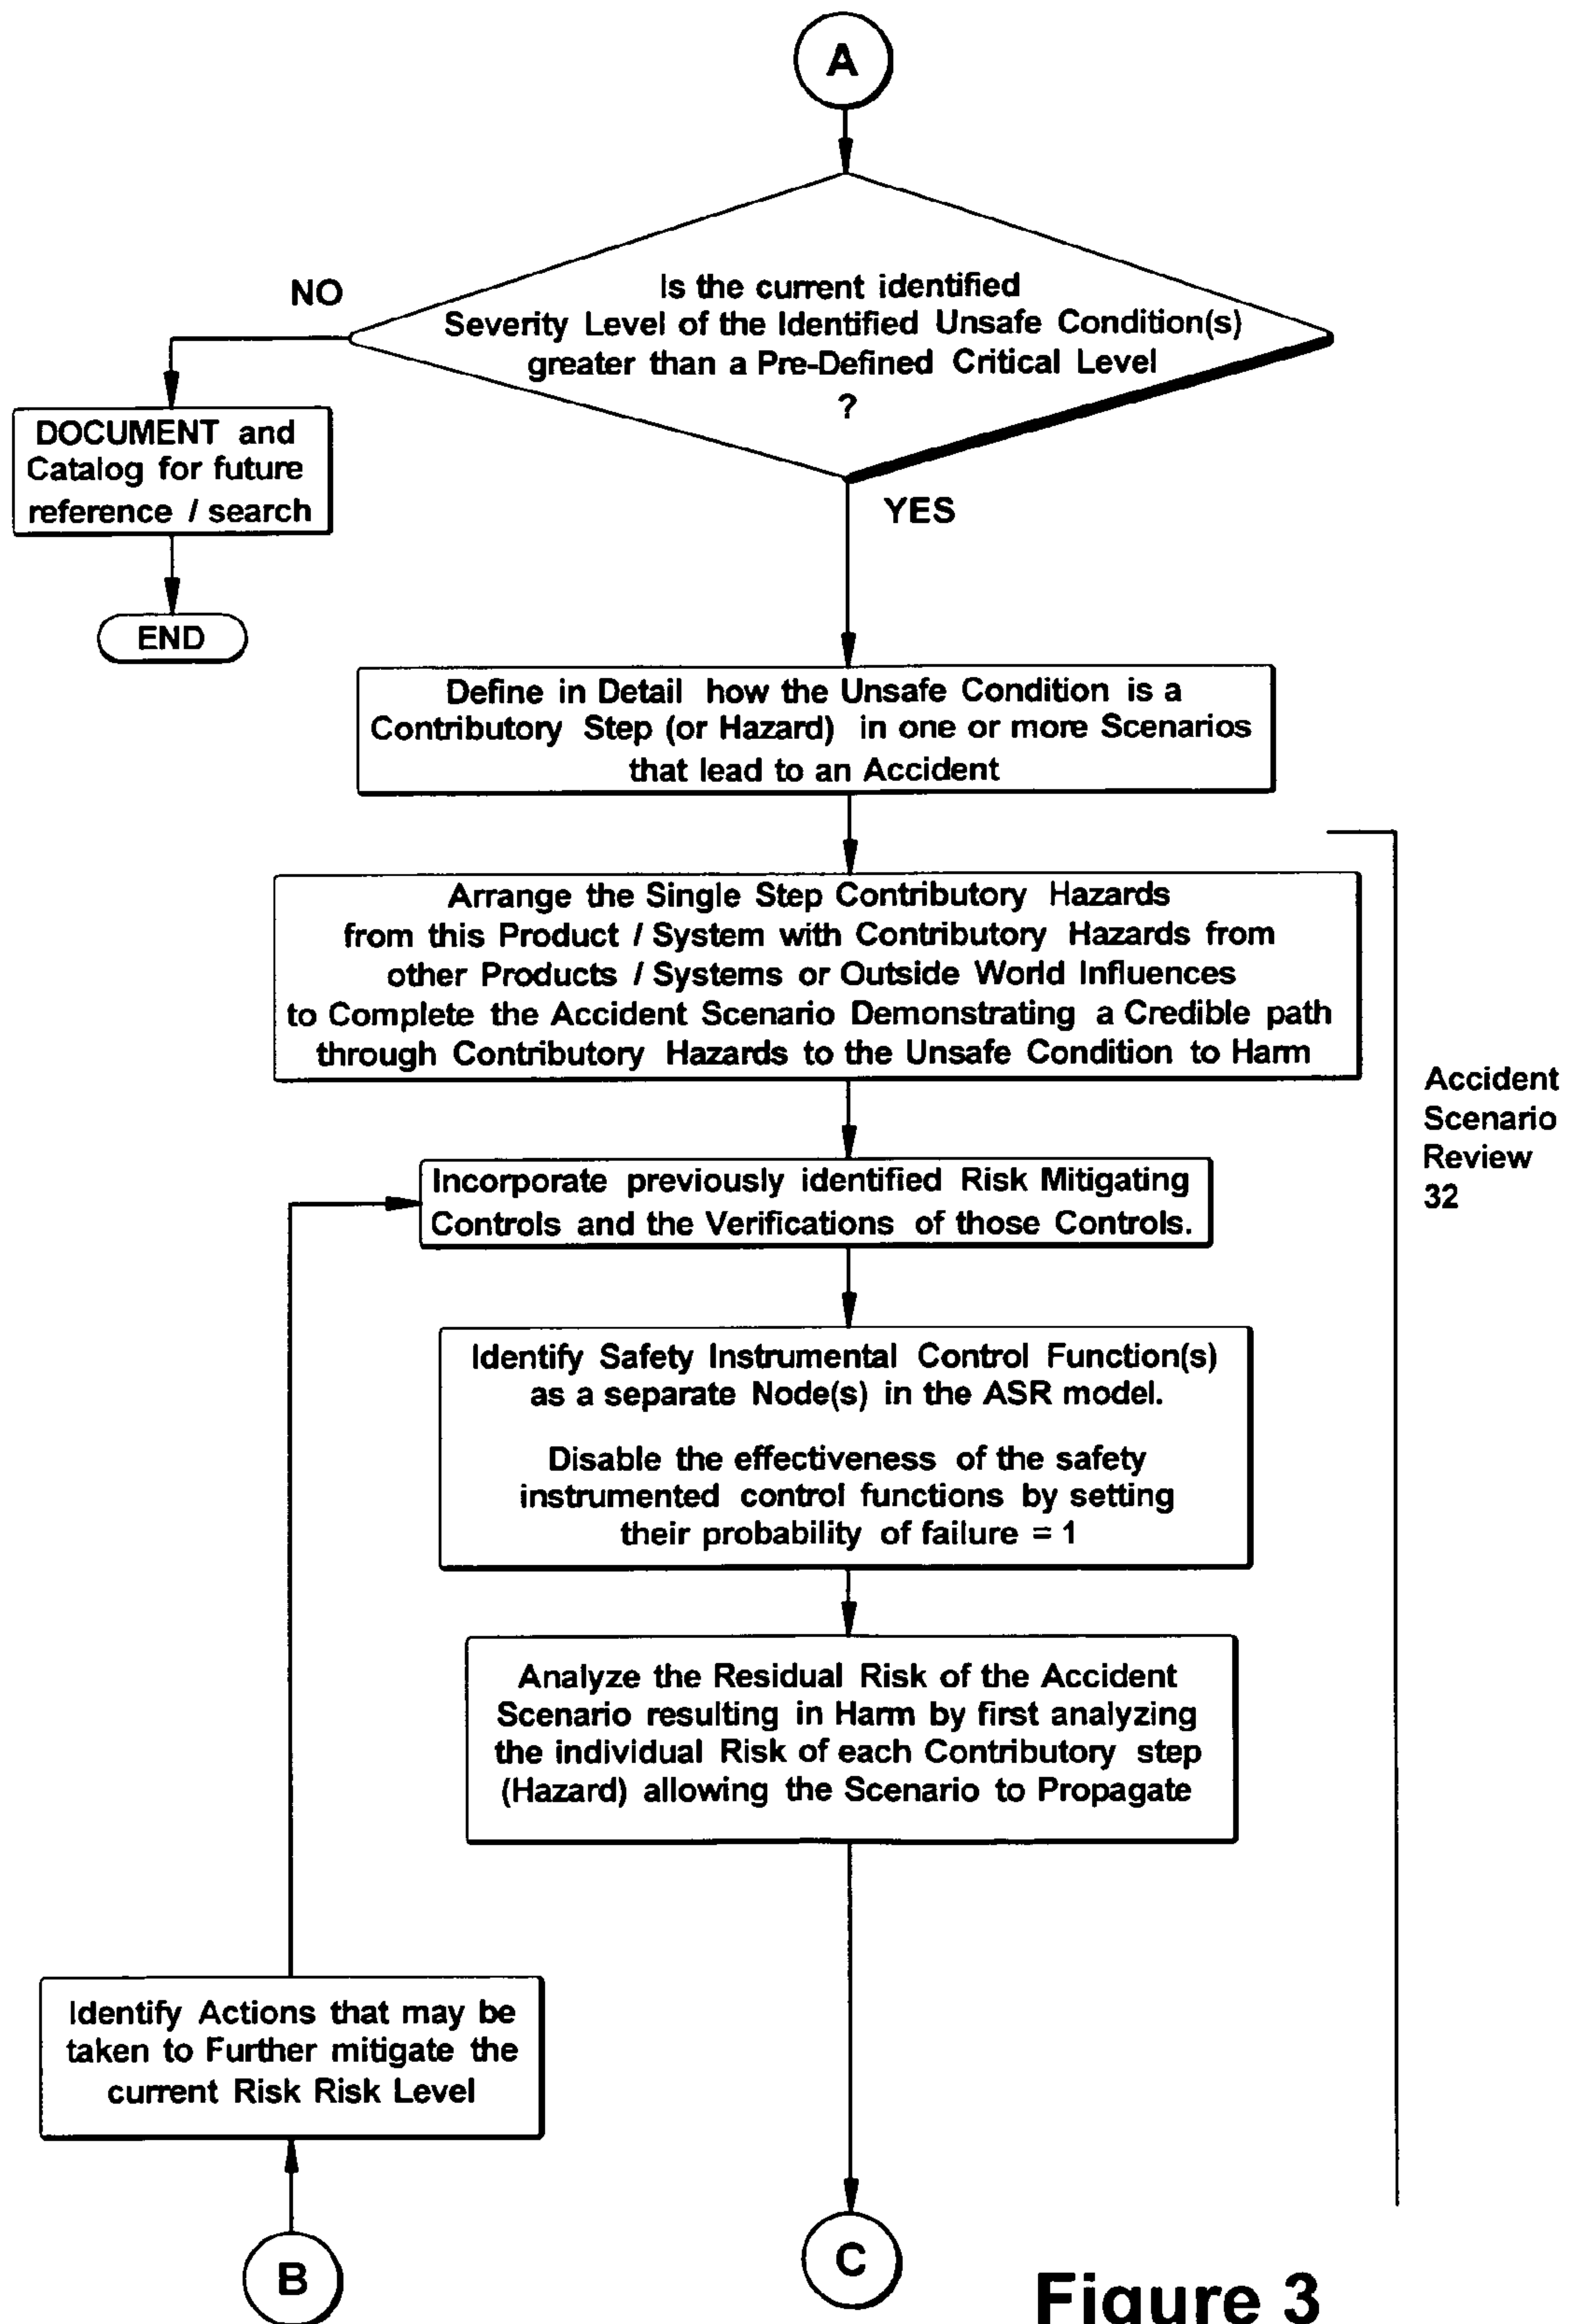 A
NO
Is the current identified
Severity Level of the Identified Unsafe Condition(s)
greater than a Pre-Defined Critical Level
?
DOCUMENT and
Catalog for future
reference / search
YES
END
Define in Detail how the Unsafe Condition is a
Contributory Step (or Hazard) in one or more Scenarios
that lead to an Accident
Arrange the Single Step Contributory Hazards
from this Product / System with Contributory Hazards from
other Products / Systems or Outside World Influences
to Complete the Accident Scenario Demonstrating a Credible path
through Contributory Hazards to the Unsafe Condition to Harm
Accident
Scenario
Review
32
Incorporate previously identified Risk Mitigating
Controls and the Verifications of those Controls.
Identify Safety Instrumental Control Function(s)
as a separate Node(s) in the ASR model.
Disable the effectiveness of the safety
instrumented control functions by setting
their probability of failure = 1
Analyze the Residual Risk of the Accident
Scenario resulting in Harm by first analyzing
the individual Risk of each Contributory step
(Hazard) allowing the Scenario to Propagate
Identify Actions that may be
taken to Further mitigate the
current Risk Risk Level
B
C
Figure 3